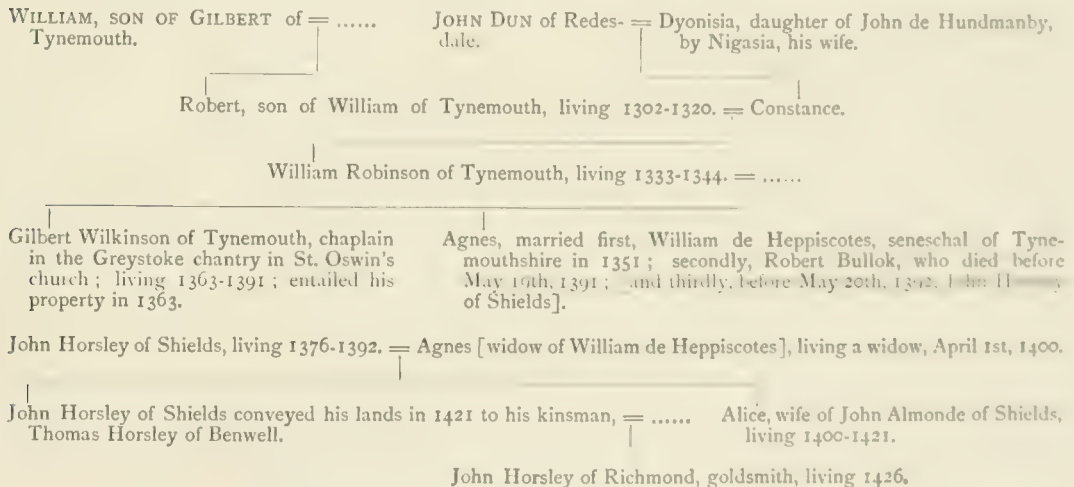 WILLIAM, SON OF GILBERT of = ......
Tynemouth.
JOHN DUN of Redes- = Dyonisia, daughter of John de Hundmanby,
dale. by Nigasia, his wife.
Robert, son of William of Tynemouth, living 1302-1320. = Constance.
William Robinson of Tynemouth, living 1333-1344. = ......
Gilbert Wilkinson of Tynemouth, chaplain
in the Greystoke chantry in St. Oswin's
church ; living 1363-1391 ; entailed his
property in 1363.
Agnes, married first, William de Heppiscotes, seneschal of Tyne-
mouthshire in 1351 ; secondly, Robert Bullok, who died before
May 19th, 1391 ; and thirdly, before May 20th, 1392,
of Shields].
John Horsley of Shields, living 1376-1392. = Agnes [widow of William de Heppiscotes], living a widow, April 1st, 1400.
John Horsley of Shields conveyed his lands in 1421 to his kinsman, = ......
Thomas Horsley of Benwell.
Alice, wife of John Almonde of Shields,
living 1400-1421.
John Horsley of Richmond, goldsmith, living 1426.